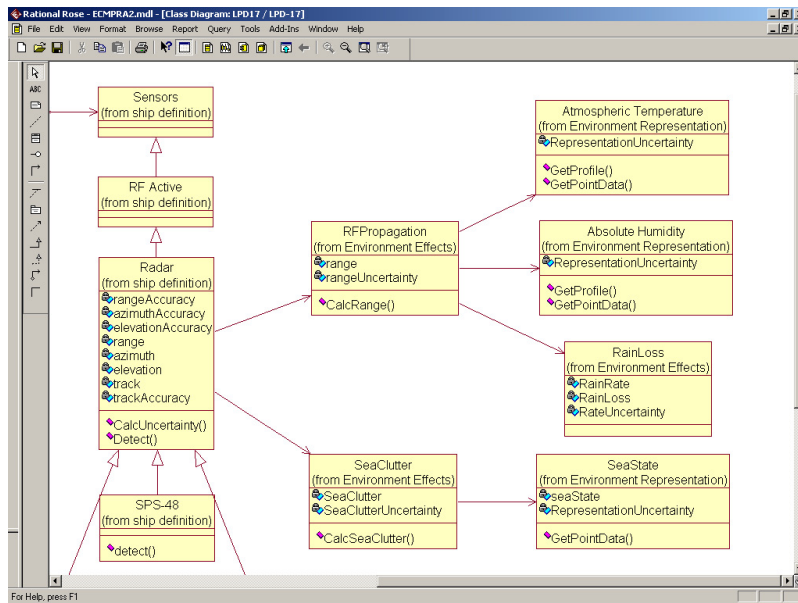 Rational Rose - ECMPRA2.mdl - [Class Diagram: LPD17 / LPD-17]
File Edit View Format Browse Report Query Tools Add-Ins Window Help
ABC
Sensors
(from ship definition)
RF Active
(from ship definition)
Radar
(from ship definition)
rangeAccuracy
azimuthAccuracy
elevationAccuracy
range
azimuth
elevation
track
trackAccuracy
CalcUncertainty()
Detect()
SPS-48
(from ship definition)
detect()
RFPropagation
(from Environment Effects)
range
rangeUncertainty
CalcRange()
SeaClutter
(from Environment Effects)
SeaClutter
SeaClutterUncertainty
CalcSeaClutter()
Atmospheric Temperature
(from Environment Representation)
RepresentationUncertainty
GetProfile()
GetPointData()
Absolute Humidity
(from Environment Representation)
RepresentationUncertainty
GetProfile()
GetPointData()
RainLoss
(from Environment Effects)
RainRate
RainLoss
RateUncertainty
SeaState
(from Environment Representation)
seaState
RepresentationUncertainty
GetPointData()
For Help, press F1